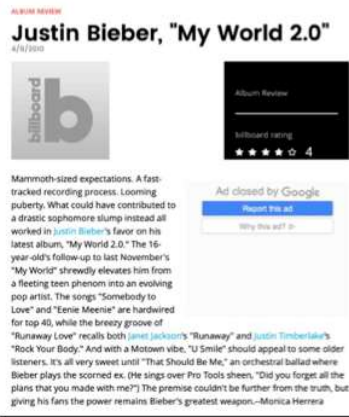 ALBUM REVIEW
Justin Bieber, "My World 2.0"
4/9/2010
billboard
b
Album Review
billboard rating
★ ★ ★ ★ ☆ 4
Mammoth-sized expectations. A fast-
tracked recording process. Looming
puberty. What could have contributed to
a drastic sophomore slump instead all
worked in Justin Bieber's favor on his
latest album, "My World 2.0." The 16-
year-old's follow-up to last November's
"My World" shrewdly elevates him from
a fleeting teen phenom into an evolving
pop artist. The songs "Somebody to
Love" and "Eenie Meenie" are hardwired
for top 40, while the breezy groove of
"Runaway Love" recalls both Janet Jackson's "Runaway" and Justin Timberlake's
"Rock Your Body." And with a Motown vibe, "U Smile" should appeal to some older
listeners. It's all very sweet until "That Should Be Me," an orchestral ballad where
Bieber plays the scorned ex. (He sings over Pro Tools sheen, "Did you forget all the
plans that you made with me?") The premise couldn't be further from the truth, but
giving his fans the power remains Bieber's greatest weapon.—Monica Herrera
Ad closed by Google
Report this ad
Why this ad?